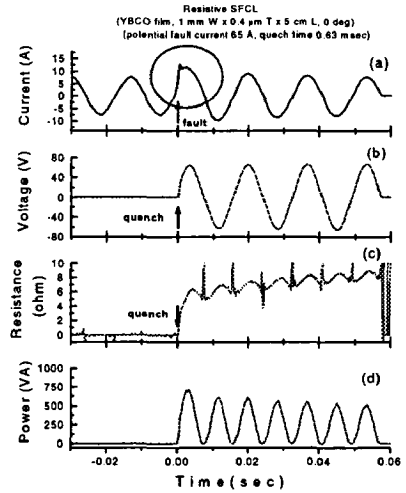 Resistive SFCL
(YBCO film, 1 mm W x 0.4 μm T x 5 cm L, 0 deg)
(potential fault current 65 A, quech time 0.63 msec)
(a)
Current (A)
15
10
5
0
-5
-10
fault
(b)
Voltage (V)
80
40
0
-40
-80
quench
(c)
Resistance
(ohm)
10
8
6
4
2
0
quench
(d)
Power (VA)
1000
750
500
250
0
-0.02 0.00 0.02 0.04 0.06
Time (sec)